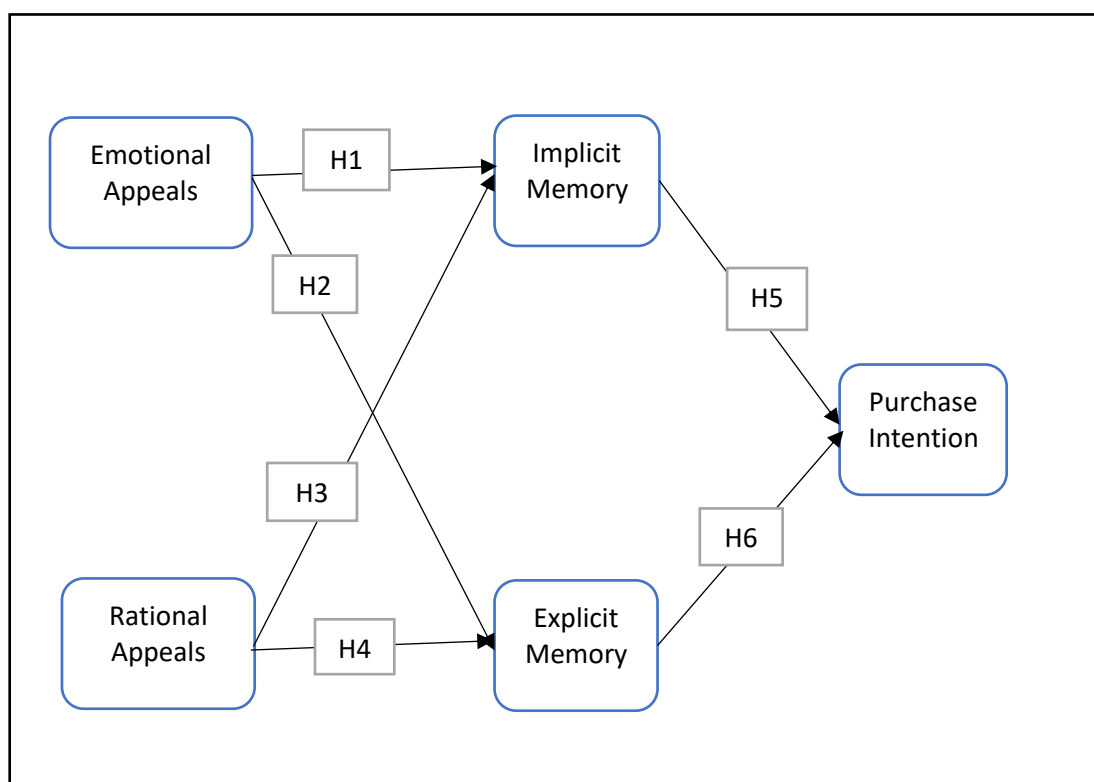 Emotional
Appeals
H1
Implicit
Memory
H2
H5
Purchase
Intention
H3
H6
Rational
Appeals
H4
Explicit
Memory